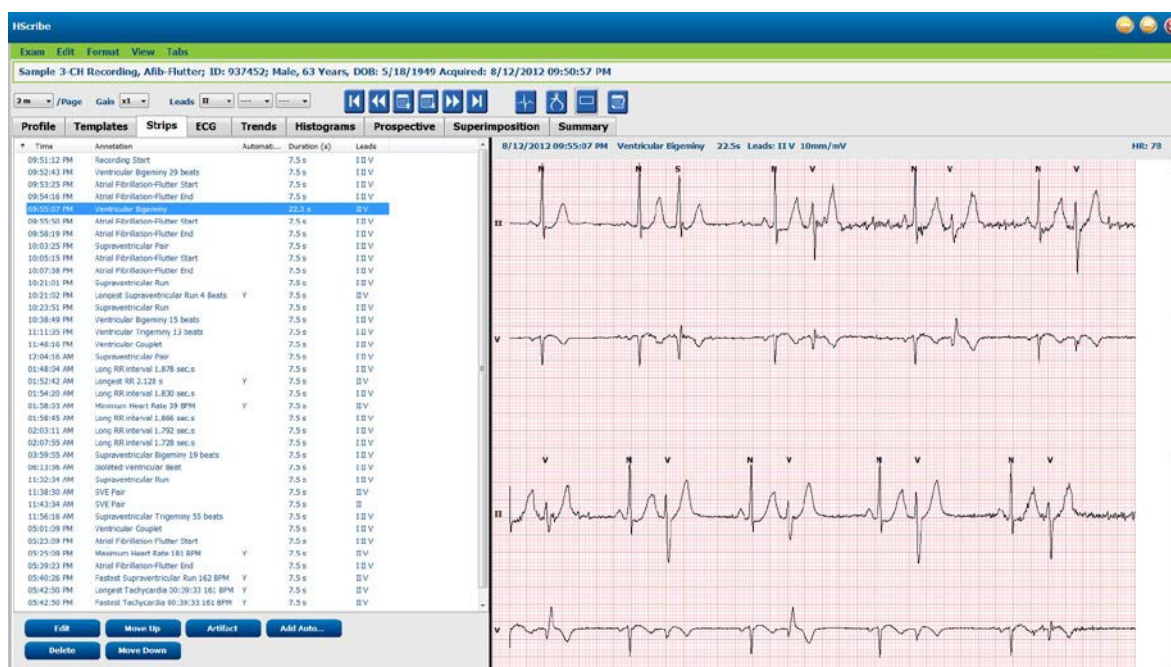 HScribe
Exam Edit Format View Tabs
Sample 3-CH Recording, Afib-Flutter; ID: 937452; Male, 63 Years, DOB: 5/18/1949 Acquired: 8/12/2012 09:50:57 PM
2 m /Page Gain x1 Leads II --- ---
Profile Templates Strips ECG Trends Histograms Prospective Superimposition Summary
Time Annotation Automati... Duration (s) Leads
09:51:12 PM Recording Start 7.5 s I II V
09:52:43 PM Ventricular Bigeminy 29 beats 7.5 s I II V
09:53:25 PM Atrial Fibrillation-Flutter Start 7.5 s I II V
09:54:16 PM Atrial Fibrillation-Flutter End 7.5 s I II V
09:55:07 PM Ventricular Bigeminy 22.5 s II V
09:55:50 PM Atrial Fibrillation-Flutter Start 7.5 s I II V
09:58:19 PM Atrial Fibrillation-Flutter End 7.5 s I II V
10:03:25 PM Supraventricular Pair 7.5 s I II V
10:05:15 PM Atrial Fibrillation-Flutter Start 7.5 s I II V
10:07:38 PM Atrial Fibrillation-Flutter End 7.5 s I II V
10:21:01 PM Supraventricular Run 7.5 s I II V
10:21:02 PM Longest Supraventricular Run 4 Beats Y 7.5 s II V
10:23:51 PM Supraventricular Run 7.5 s I II V
10:38:49 PM Ventricular Bigeminy 15 beats 7.5 s I II V
11:11:35 PM Ventricular Trigeminy 13 beats 7.5 s I II V
11:40:16 PM Ventricular Couplet 7.5 s I II V
12:04:16 AM Supraventricular Pair 7.5 s I II V
01:48:04 AM Long RR interval 1.878 sec.s 7.5 s I II V
01:52:42 AM Longest RR 2.128 s Y 7.5 s II V
01:54:20 AM Long RR interval 1.830 sec.s 7.5 s I II V
01:58:03 AM Minimum Heart Rate 39 BPM Y 7.5 s II V
01:58:45 AM Long RR interval 1.866 sec.s 7.5 s I II V
02:03:11 AM Long RR interval 1.792 sec.s 7.5 s I II V
02:07:55 AM Long RR interval 1.728 sec.s 7.5 s I II V
03:59:55 AM Supraventricular Bigeminy 19 beats 7.5 s I II V
06:13:36 AM Isolated Ventricular Beat 7.5 s I II V
11:32:34 AM Supraventricular Run 7.5 s I II V
11:38:30 AM SVE Pair 7.5 s II V
11:43:34 AM SVE Pair 7.5 s II
11:56:16 AM Supraventricular Trigeminy 55 beats 7.5 s I II V
05:01:09 PM Ventricular Couplet 7.5 s I II V
05:23:09 PM Atrial Fibrillation-Flutter Start 7.5 s I II V
05:25:09 PM Maximum Heart Rate 181 BPM Y 7.5 s II V
05:39:23 PM Atrial Fibrillation-Flutter End 7.5 s I II V
05:40:26 PM Fastest Supraventricular Run 162 BPM Y 7.5 s II V
05:42:50 PM Longest Tachycardia 00:39:33 161 BPM Y 7.5 s II V
05:42:50 PM Fastest Tachycardia 00:39:33 161 BPM Y 7.5 s II V
Edit Move Up Artifact Add Auto...
Delete Move Down
8/12/2012 09:55:07 PM Ventricular Bigeminy 22.5s Leads: II V 10mm/mV HR: 78
N N S N V N V N V
II
V
V N V N V N V N V
II
V